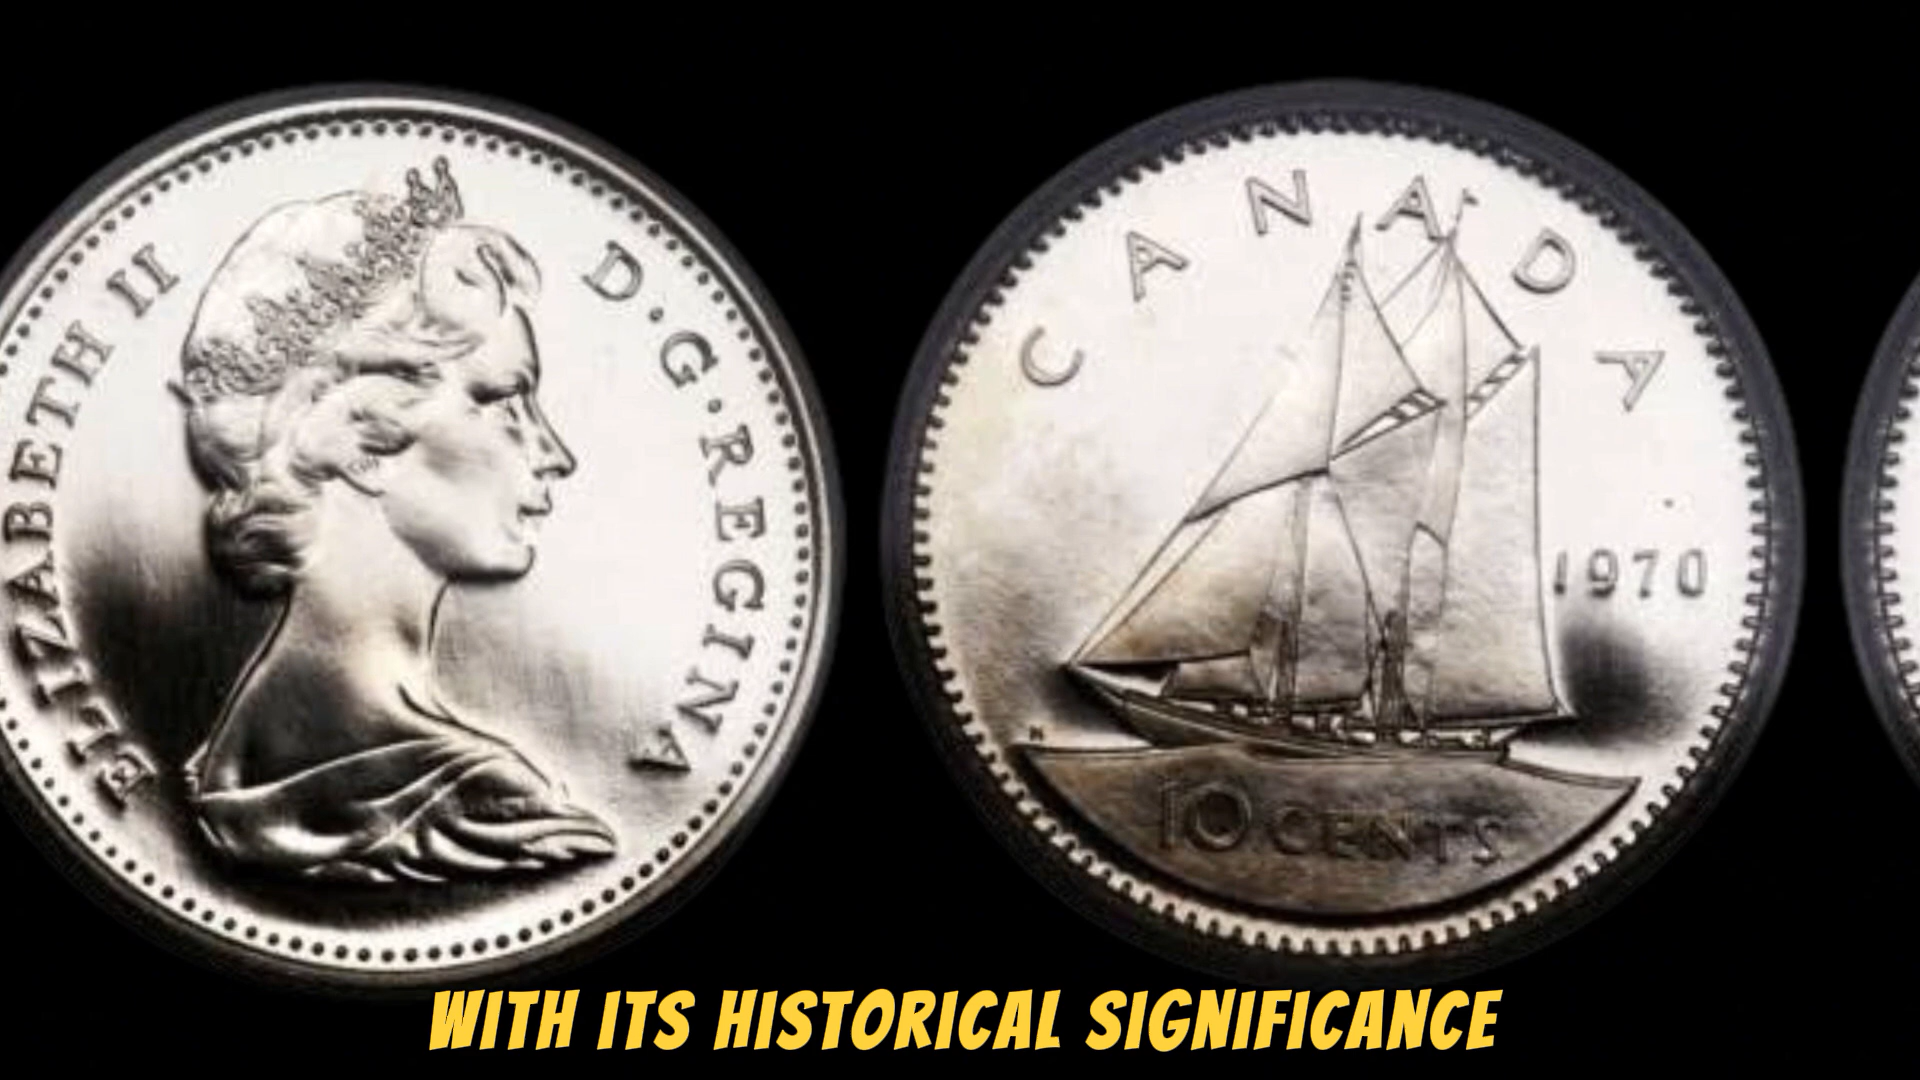 ELIZABETH II D·G·REGINA
CANADA
1970
H
10 CENTS
WITH ITS HISTORICAL SIGNIFICANCE